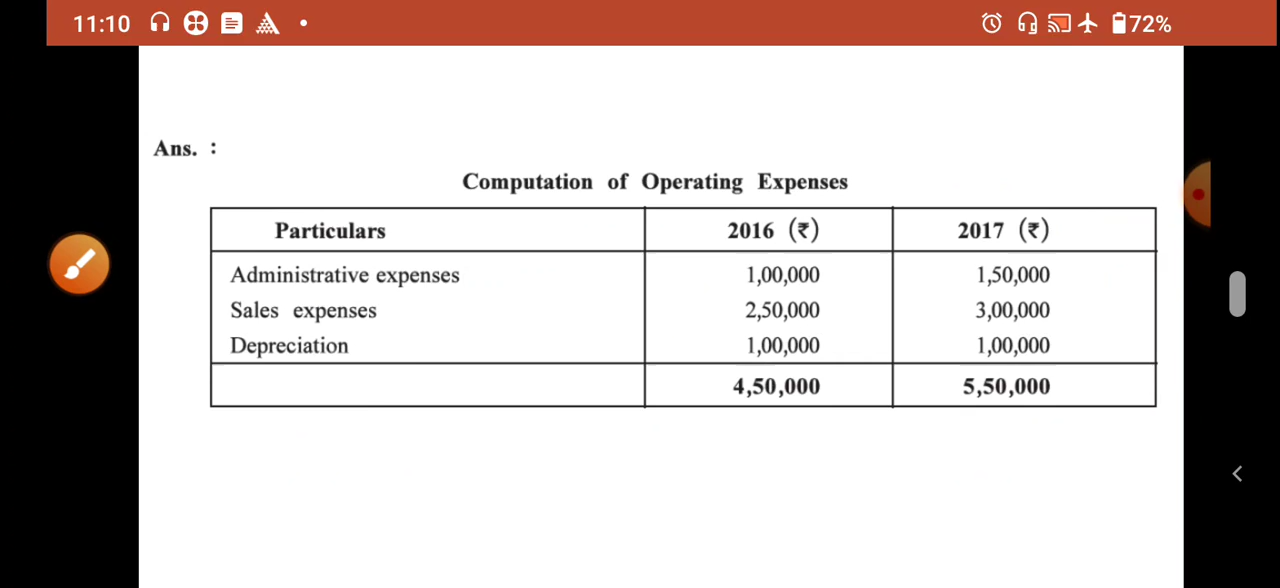 11:10 72%
Ans. :
Computation of Operating Expenses
Particulars 2016 (₹) 2017 (₹)
Administrative expenses 1,00,000 1,50,000
Sales expenses 2,50,000 3,00,000
Depreciation 1,00,000 1,00,000
4,50,000 5,50,000